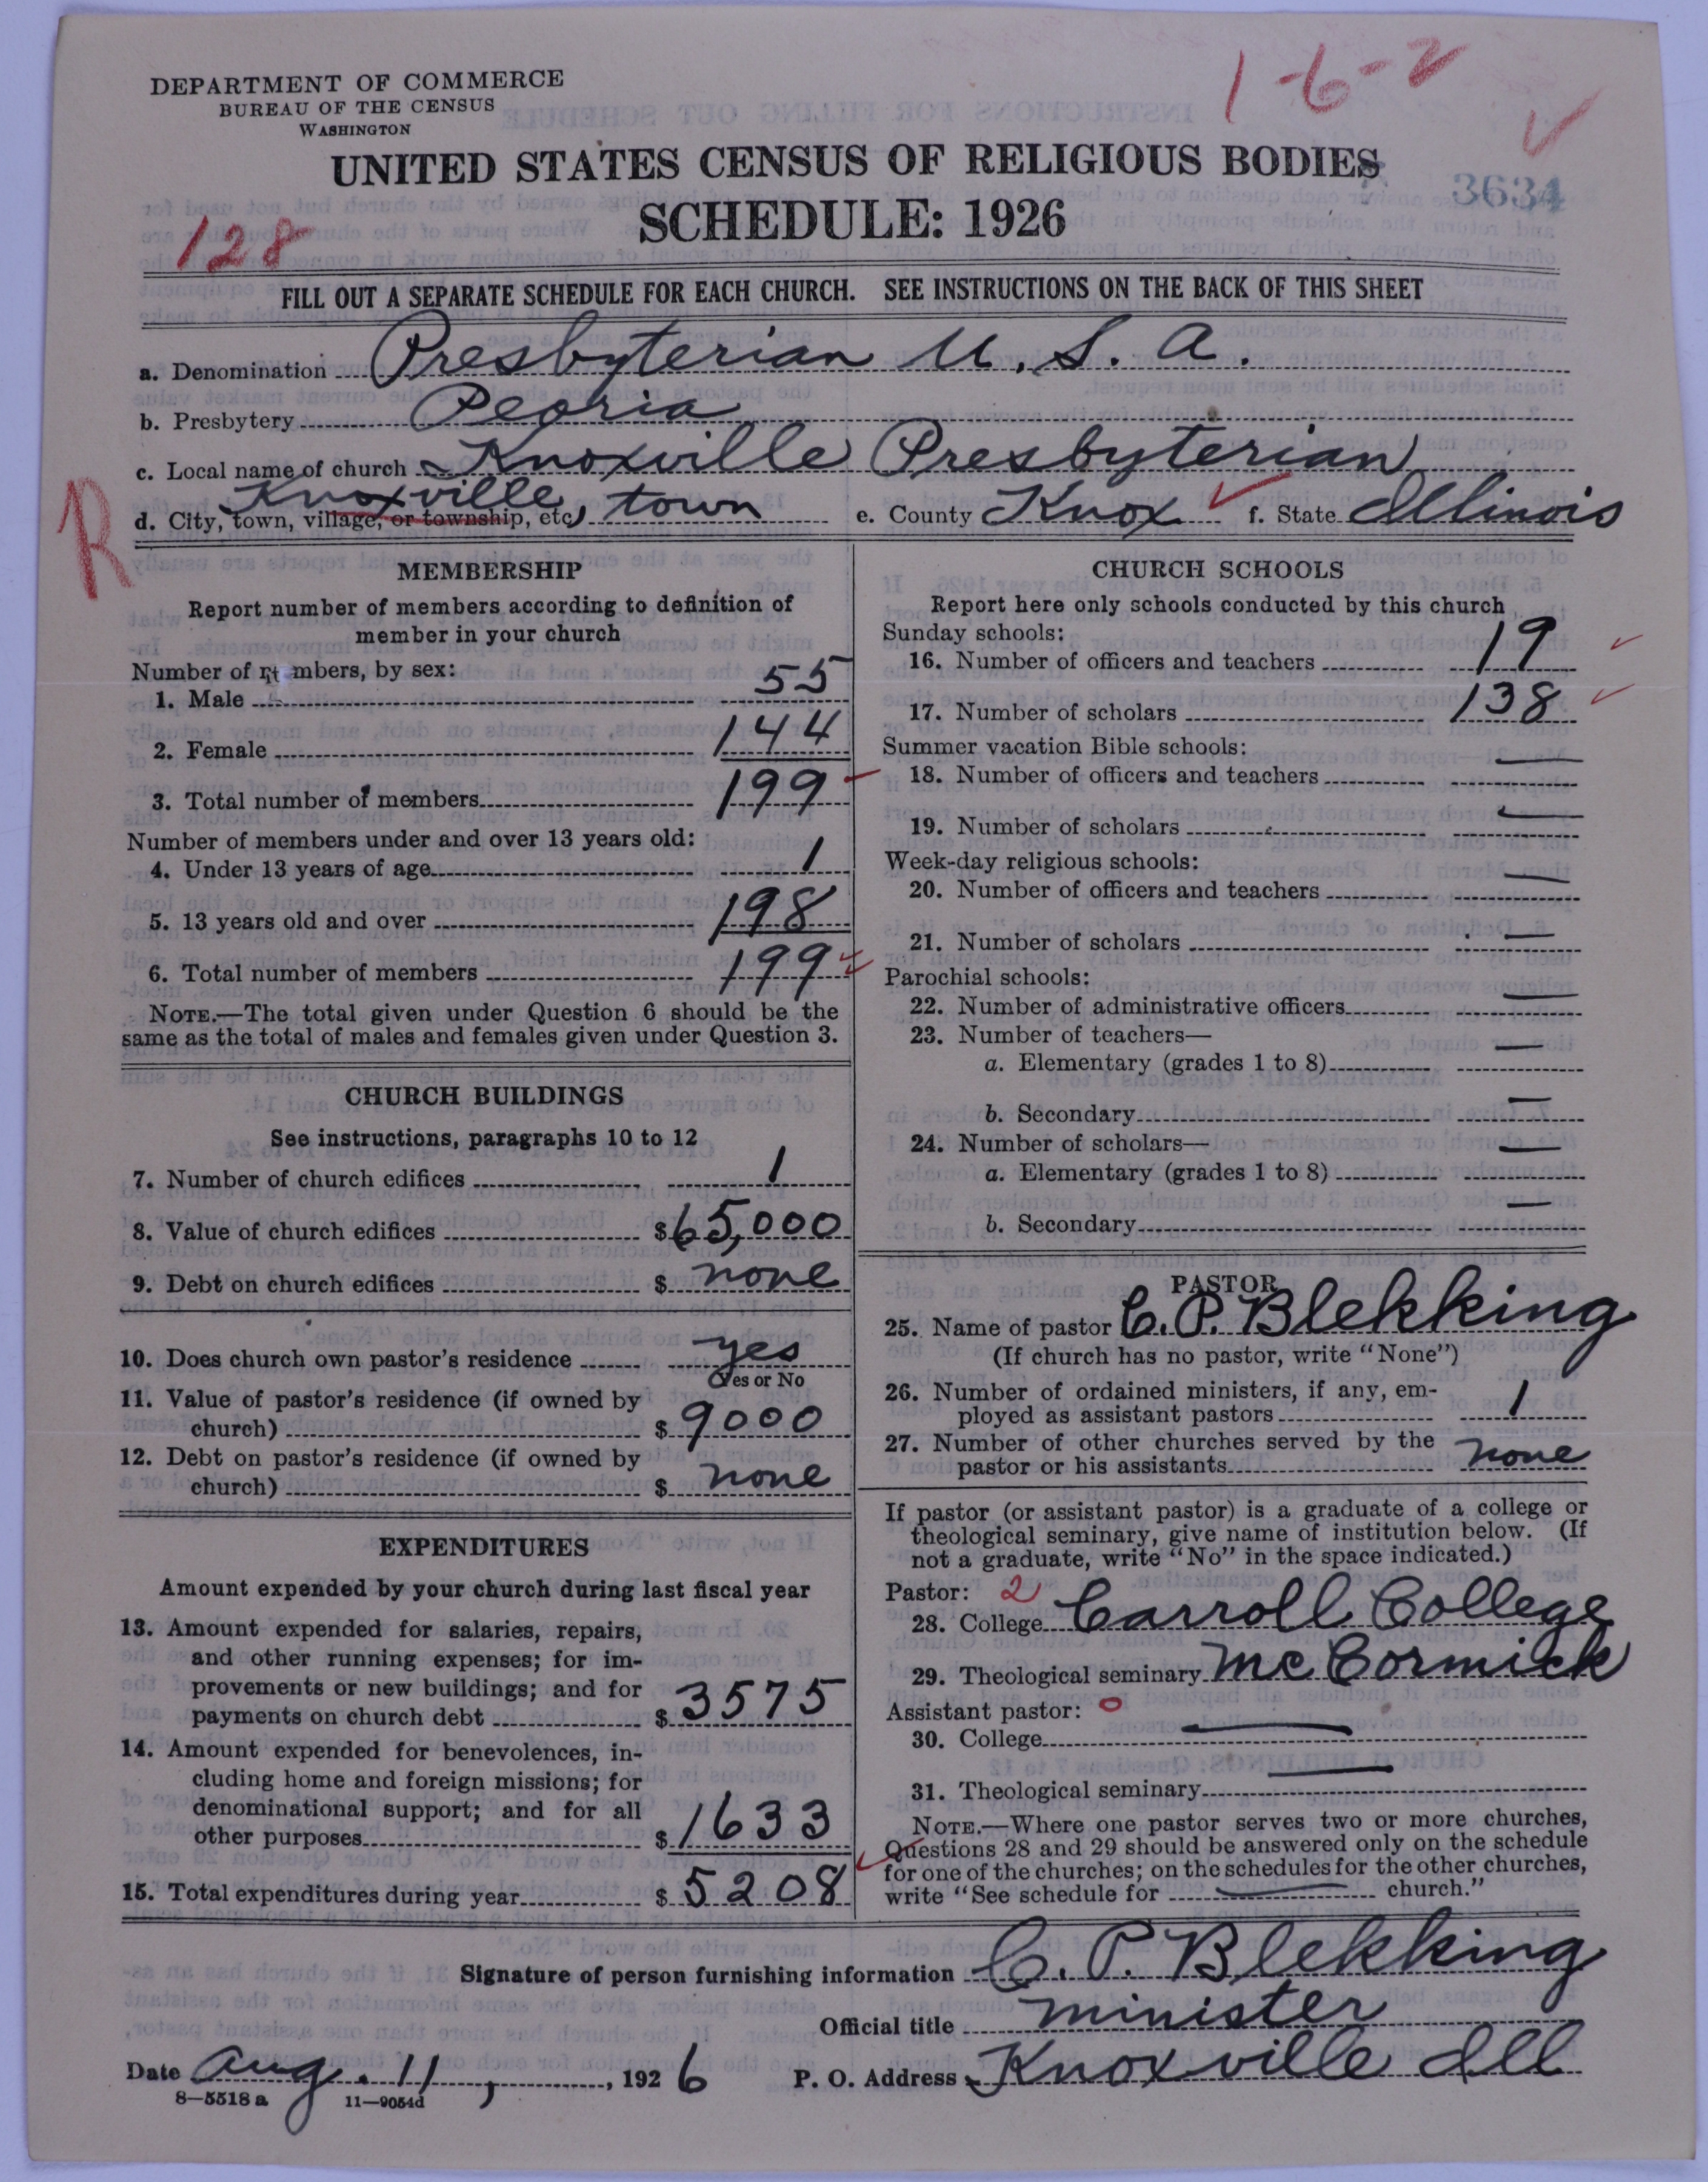 1-6-2
DEPARTMENT OF COMMERCE
BUREAU OF THE CENSUS
WASHINGTON
UNITED STATES CENSUS OF RELIGIOUS BODIES
3634
SCHEDULE: 1926
128
FILL OUT A SEPARATE SCHEDULE FOR EACH CHURCH. SEE INSTRUCTIONS ON THE BACK OF THIS SHEET
a. Denomination Presbyterian U. S. A.
b. Presbytery Peoria
c. Local name of church Knoxville Presbyterian
R
d. City, town, village, or township, etc. Knoxville, town e. County Knox f. State Illinois
MEMBERSHIP
Report number of members according to definition of
member in your church
Number of members, by sex:
1. Male 55
2. Female 144
3. Total number of members 199
Number of members under and over 13 years old:
4. Under 13 years of age 1
5. 13 years old and over 198
6. Total number of members 199
NOTE.—The total given under Question 6 should be the
same as the total of males and females given under Question 3.
CHURCH BUILDINGS
See instructions, paragraphs 10 to 12
7. Number of church edifices 1
8. Value of church edifices $65,000
9. Debt on church edifices $ none
10. Does church own pastor's residence yes
Yes or No
11. Value of pastor's residence (if owned by
church) $ 9000
12. Debt on pastor's residence (if owned by
church) $ none
EXPENDITURES
Amount expended by your church during last fiscal year
13. Amount expended for salaries, repairs,
and other running expenses; for im-
provements or new buildings; and for
payments on church debt $ 3575
14. Amount expended for benevolences, in-
cluding home and foreign missions; for
denominational support; and for all
other purposes $ 1633
15. Total expenditures during year $ 5208
CHURCH SCHOOLS
Report here only schools conducted by this church
Sunday schools:
16. Number of officers and teachers 19
17. Number of scholars 138
Summer vacation Bible schools:
18. Number of officers and teachers —
19. Number of scholars —
Week-day religious schools:
20. Number of officers and teachers —
21. Number of scholars —
Parochial schools:
22. Number of administrative officers —
23. Number of teachers—
a. Elementary (grades 1 to 8) —
b. Secondary —
24. Number of scholars—
a. Elementary (grades 1 to 8) —
b. Secondary —
PASTOR
25. Name of pastor C. P. Blekking
(If church has no pastor, write "None")
26. Number of ordained ministers, if any, em-
ployed as assistant pastors 1
27. Number of other churches served by the
pastor or his assistants none
If pastor (or assistant pastor) is a graduate of a college or
theological seminary, give name of institution below. (If
not a graduate, write "No" in the space indicated.)
Pastor: 2
28. College Carroll College
29. Theological seminary McCormick
Assistant pastor: 0
30. College —
31. Theological seminary —
NOTE.—Where one pastor serves two or more churches,
Questions 28 and 29 should be answered only on the schedule
for one of the churches; on the schedules for the other churches,
write "See schedule for — church."
Signature of person furnishing information C. P. Blekking
Official title minister
Date Aug. 11, 1926 P. O. Address Knoxville Ill
8—5518 a 11—9054d